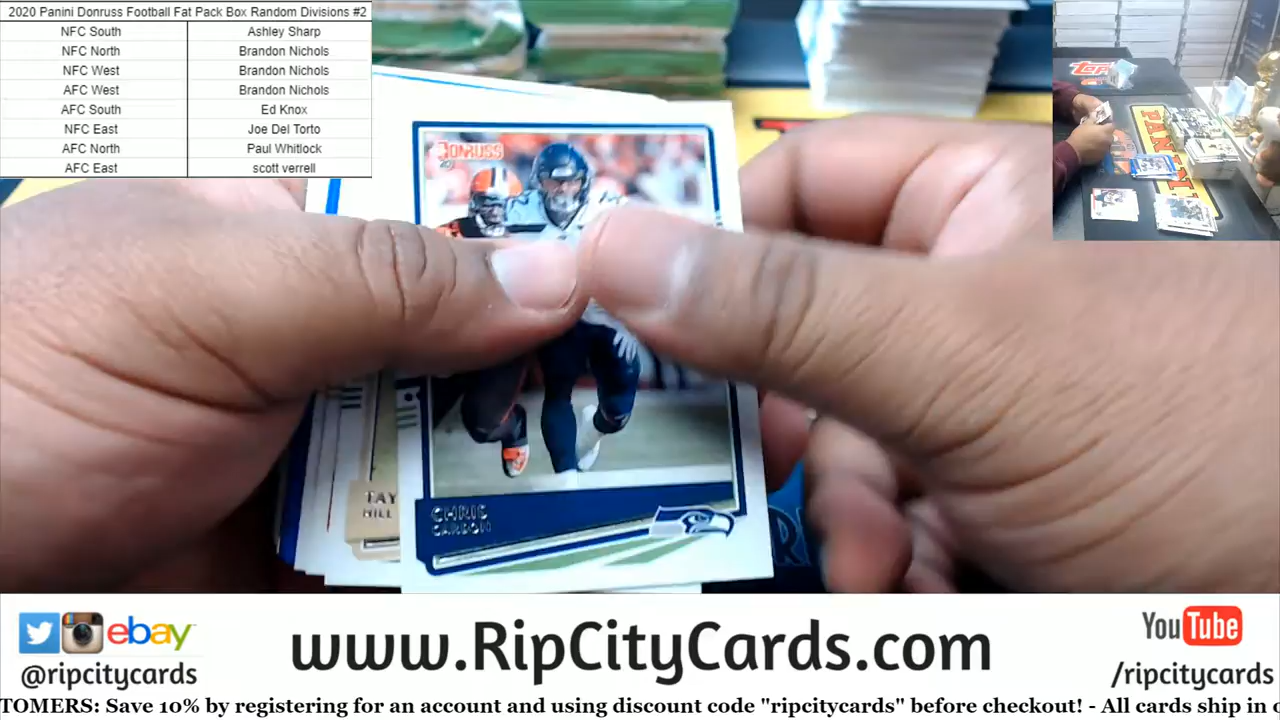 2020 Panini Donruss Football Fat Pack Box Random Divisions #2
NFC South Ashley Sharp
NFC North Brandon Nichols
NFC West Brandon Nichols
AFC West Brandon Nichols
AFC South Ed Knox
NFC East Joe Del Torto
AFC North Paul Whitlock
AFC East scott verrell
DONRUSS
TAY
HILL
CHRIS
CARSON
PANINI
ebay
@ripcitycards
www.RipCityCards.com
YouTube
/ripcitycards
TOMERS: Save 10% by registering for an account and using discount code "ripcitycards" before checkout! - All cards ship in